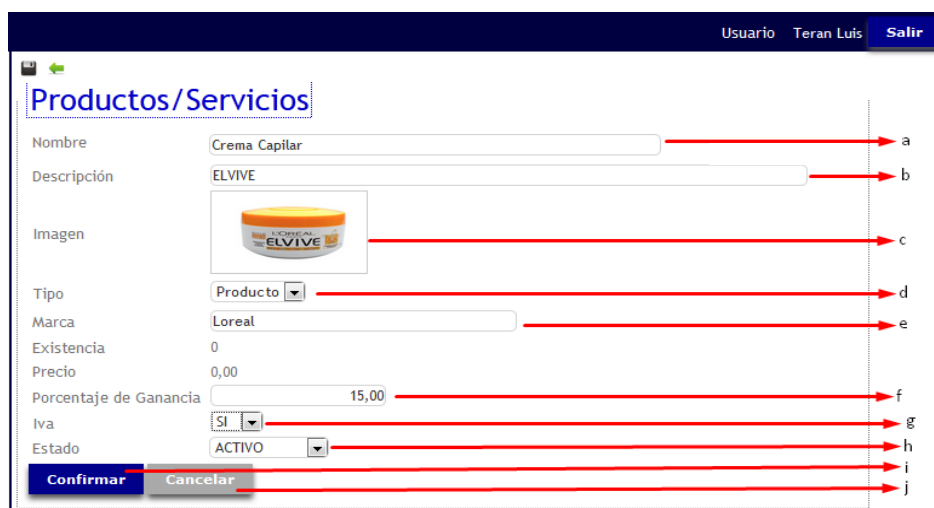 Usuario Teran Luis Salir
Productos/Servicios
Nombre Crema Capilar a
Descripción ELVIVE b
Imagen L'OREAL ELVIVE c
Tipo Producto d
Marca Loreal e
Existencia 0
Precio 0,00
Porcentaje de Ganancia 15,00 f
Iva SI g
Estado ACTIVO h
Confirmar i
Cancelar j